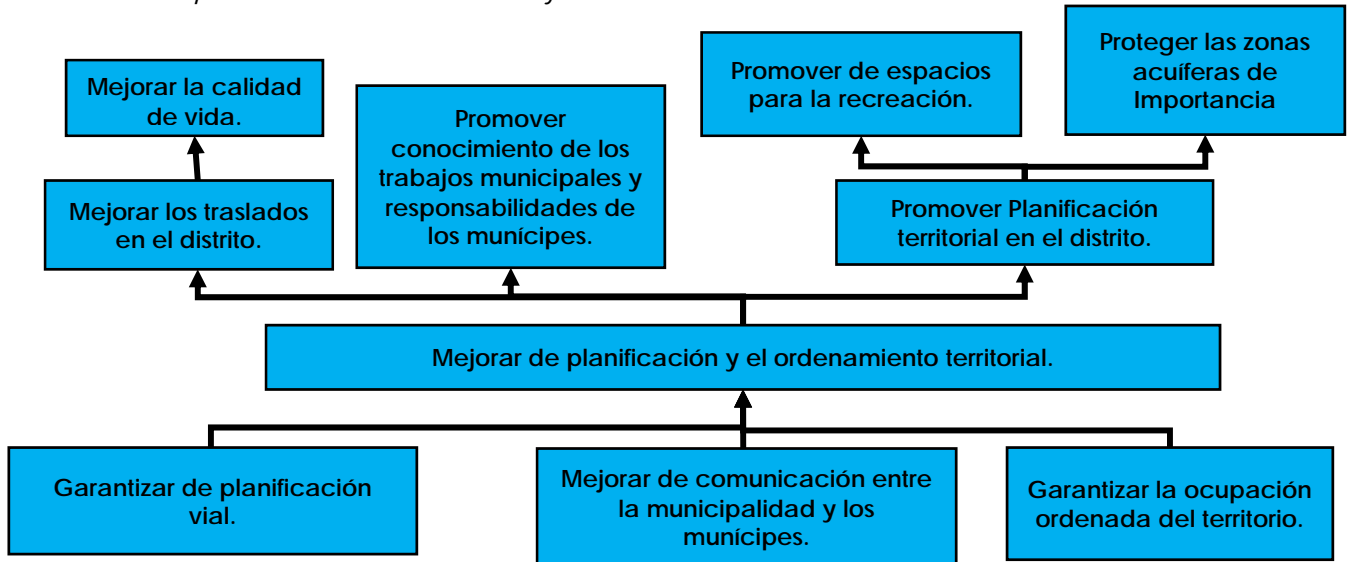 Mejorar la calidad
de vida.
Promover
conocimiento de los
trabajos municipales y
responsabilidades de
los munícipes.
Promover de espacios
para la recreación.
Proteger las zonas
acuíferas de
Importancia
Mejorar los traslados
en el distrito.
Promover Planificación
territorial en el distrito.
Mejorar de planificación y el ordenamiento territorial.
Garantizar de planificación
vial.
Mejorar de comunicación entre
la municipalidad y los
munícipes.
Garantizar la ocupación
ordenada del territorio.